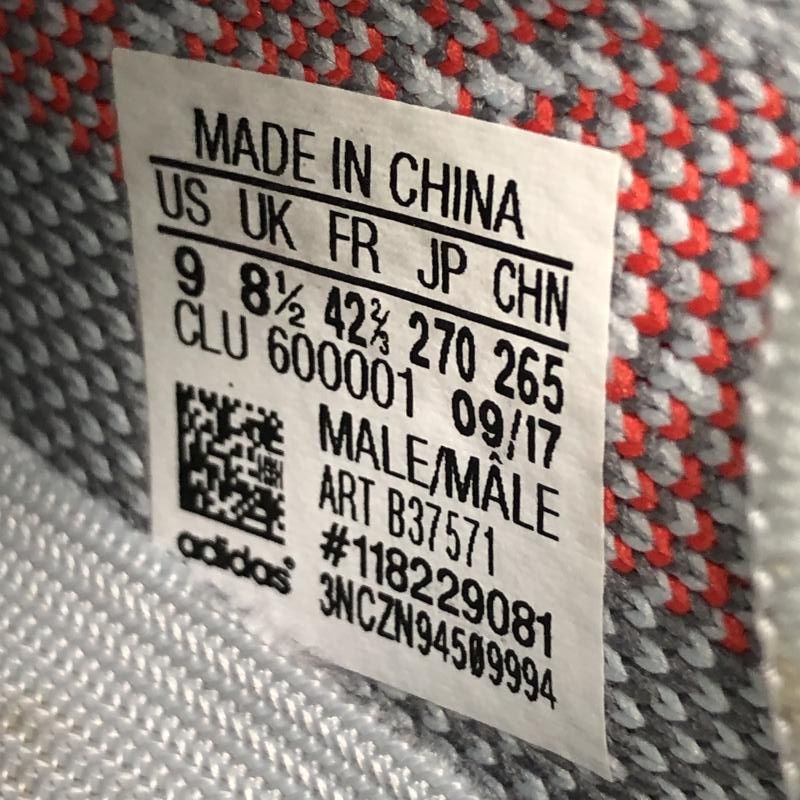 MADE IN CHINA
US UK FR JP CHN
9 8½ 42⅔ 270 265
CLU 600001 09/17
MALE/MÂLE
ART B37571
#118229081
3NCZN94509994
adidas®